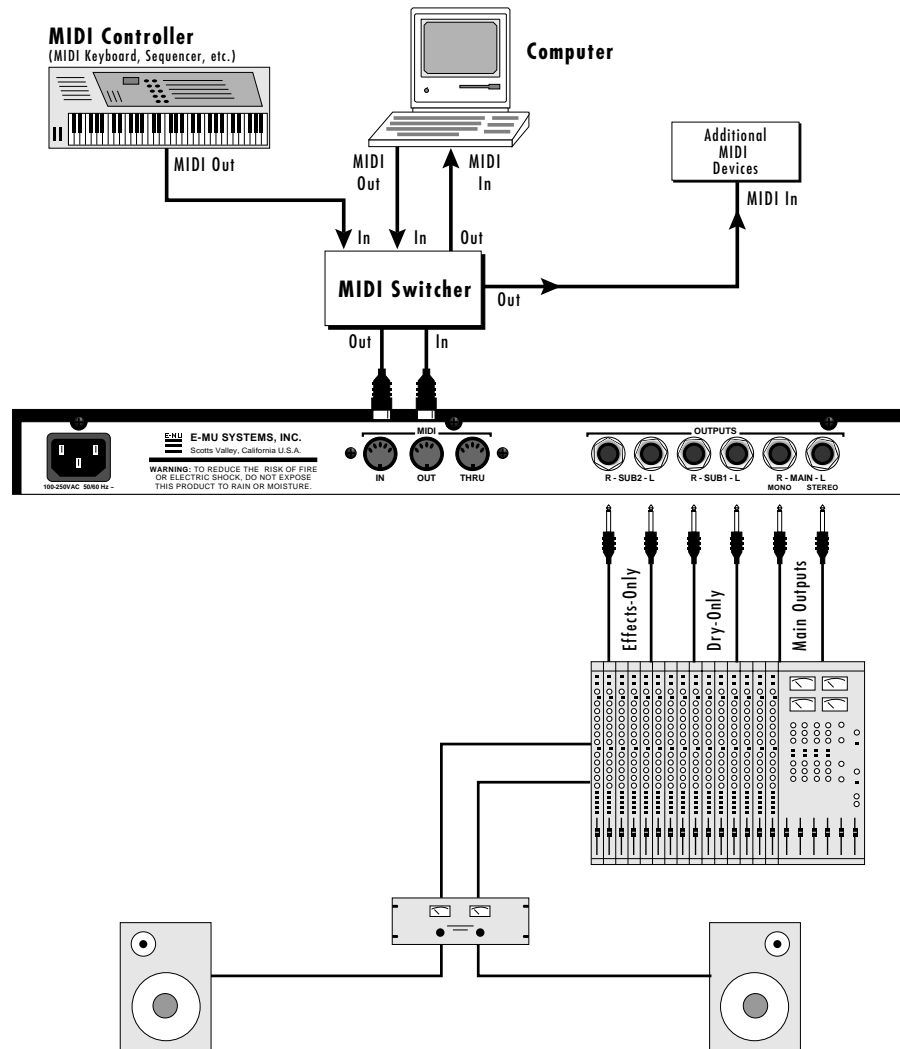 MIDI Controller
(MIDI Keyboard, Sequencer, etc.)
Computer
Additional
MIDI
Devices
MIDI Out
MIDI
Out
MIDI
In
MIDI In
In
In
Out
MIDI Switcher
Out
Out
In
E-MU
E-MU SYSTEMS, INC.
Scotts Valley, California U.S.A.
WARNING: TO REDUCE THE RISK OF FIRE
OR ELECTRIC SHOCK, DO NOT EXPOSE
THIS PRODUCT TO RAIN OR MOISTURE.
100-250VAC 50/60 Hz ~
MIDI
IN
OUT
THRU
OUTPUTS
R - SUB2 - L
R - SUB1 - L
R - MAIN - L
MONO
STEREO
Effects-Only
Dry-Only
Main Outputs